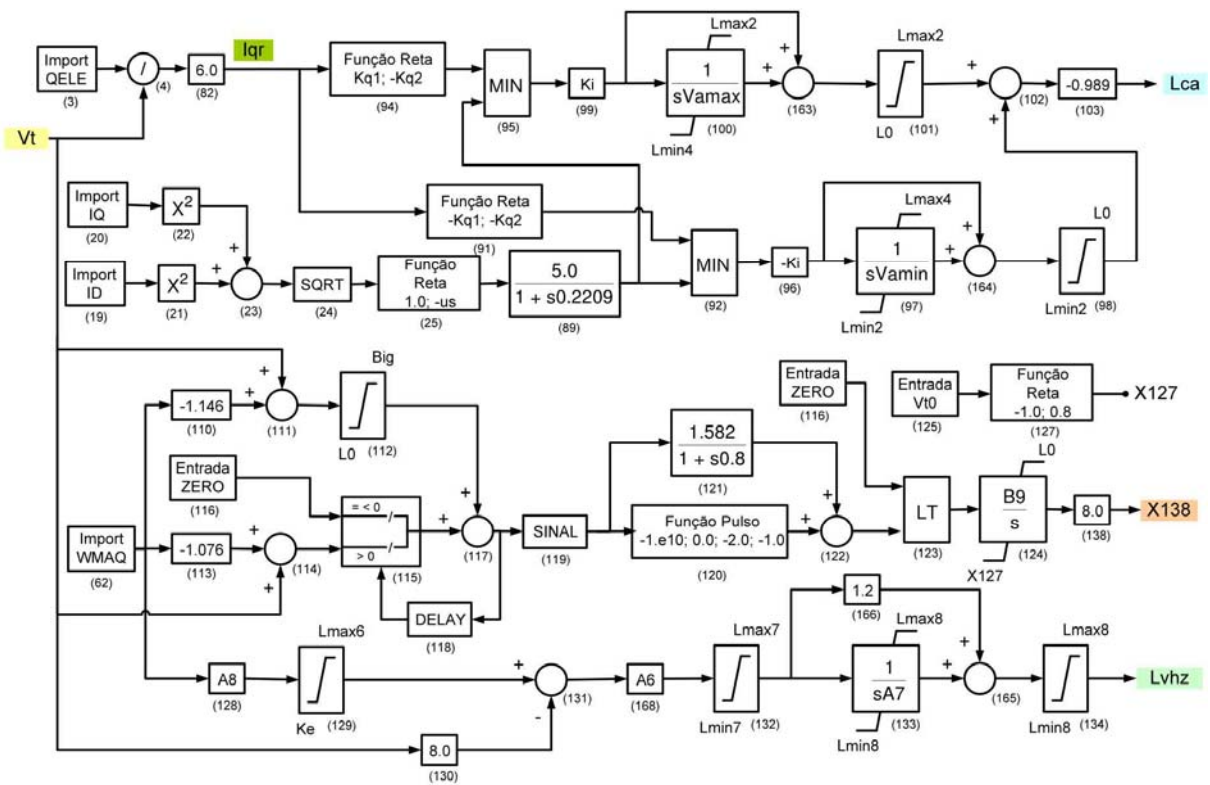 Import
QELE
(3)
/
(4)
6.0
(82)
Iqr
Função Reta
Kq1; -Kq2
(94)
MIN
(95)
Ki
(99)
Lmax2
1
sVamax
(100)
Lmin4
+
+
(163)
Lmax2
L0
(101)
+
+
(102)
-0.989
(103)
Lca
Vt
Import
IQ
(20)
X²
(22)
+
Import
ID
(19)
X²
(21)
+
(23)
SQRT
(24)
Função
Reta
1.0; -us
(25)
Função Reta
-Kq1; -Kq2
(91)
5.0
1 + s0.2209
(89)
MIN
(92)
-Ki
(96)
Lmax4
1
sVamin
(97)
Lmin2
+
+
(164)
L0
Lmin2
(98)
+
+
-1.146
(110)
(111)
Big
L0
(112)
Entrada
ZERO
(116)
Import
WMAQ
(62)
-1.076
(113)
+
+
(114)
= < 0
/
> 0
/
(115)
+
+
(117)
DELAY
(118)
SINAL
(119)
1.582
1 + s0.8
(121)
Função Pulso
-1.e10; 0.0; -2.0; -1.0
(120)
+
+
(122)
Entrada
ZERO
(116)
LT
(123)
Entrada
Vt0
(125)
Função
Reta
-1.0; 0.8
(127)
X127
L0
B9
s
(124)
X127
8.0
(138)
X138
A8
(128)
Lmax6
Ke
(129)
8.0
(130)
+
-
(131)
A6
(168)
Lmax7
Lmin7
(132)
1.2
(166)
Lmax8
1
sA7
(133)
Lmin8
+
+
(165)
Lmax8
Lmin8
(134)
Lvhz